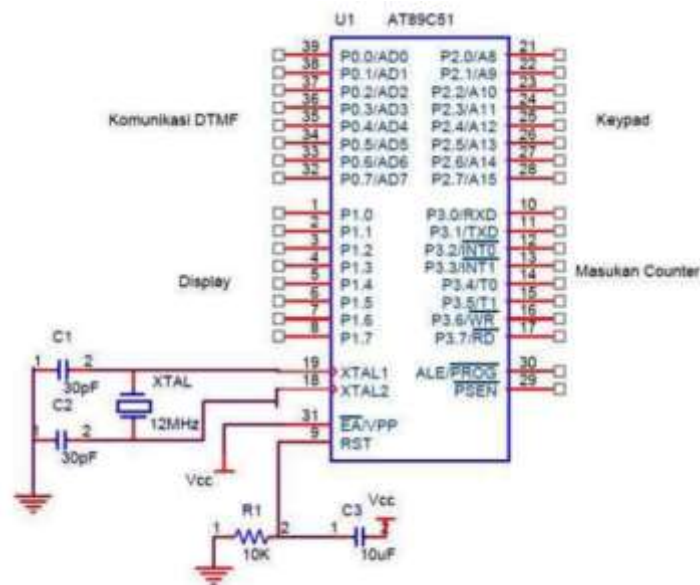 U1 AT89C51
39 P0.0/AD0 P2.0/A8 21
38 P0.1/AD1 P2.1/A9 22
37 P0.2/AD2 P2.2/A10 23
36 P0.3/AD3 P2.3/A11 24
35 P0.4/AD4 P2.4/A12 25
34 P0.5/AD5 P2.5/A13 26
33 P0.6/AD6 P2.6/A14 27
32 P0.7/AD7 P2.7/A15 28
Komunikasi DTMF
Keypad
1 P1.0 P3.0/RXD 10
2 P1.1 P3.1/TXD 11
3 P1.2 P3.2/INT0 12
4 P1.3 P3.3/INT1 13
5 P1.4 P3.4/T0 14
6 P1.5 P3.5/T1 15
7 P1.6 P3.6/WR 16
8 P1.7 P3.7/RD 17
Display
Masukan Counter
19 XTAL1 ALE/PROG 30
18 XTAL2 PSEN 29
31 EA/VPP
9 RST
C1
1 2
30pF
XTAL
12MHz
C2
1 2
30pF
Vcc
R1
1 2
10K
C3
1
10uF
Vcc